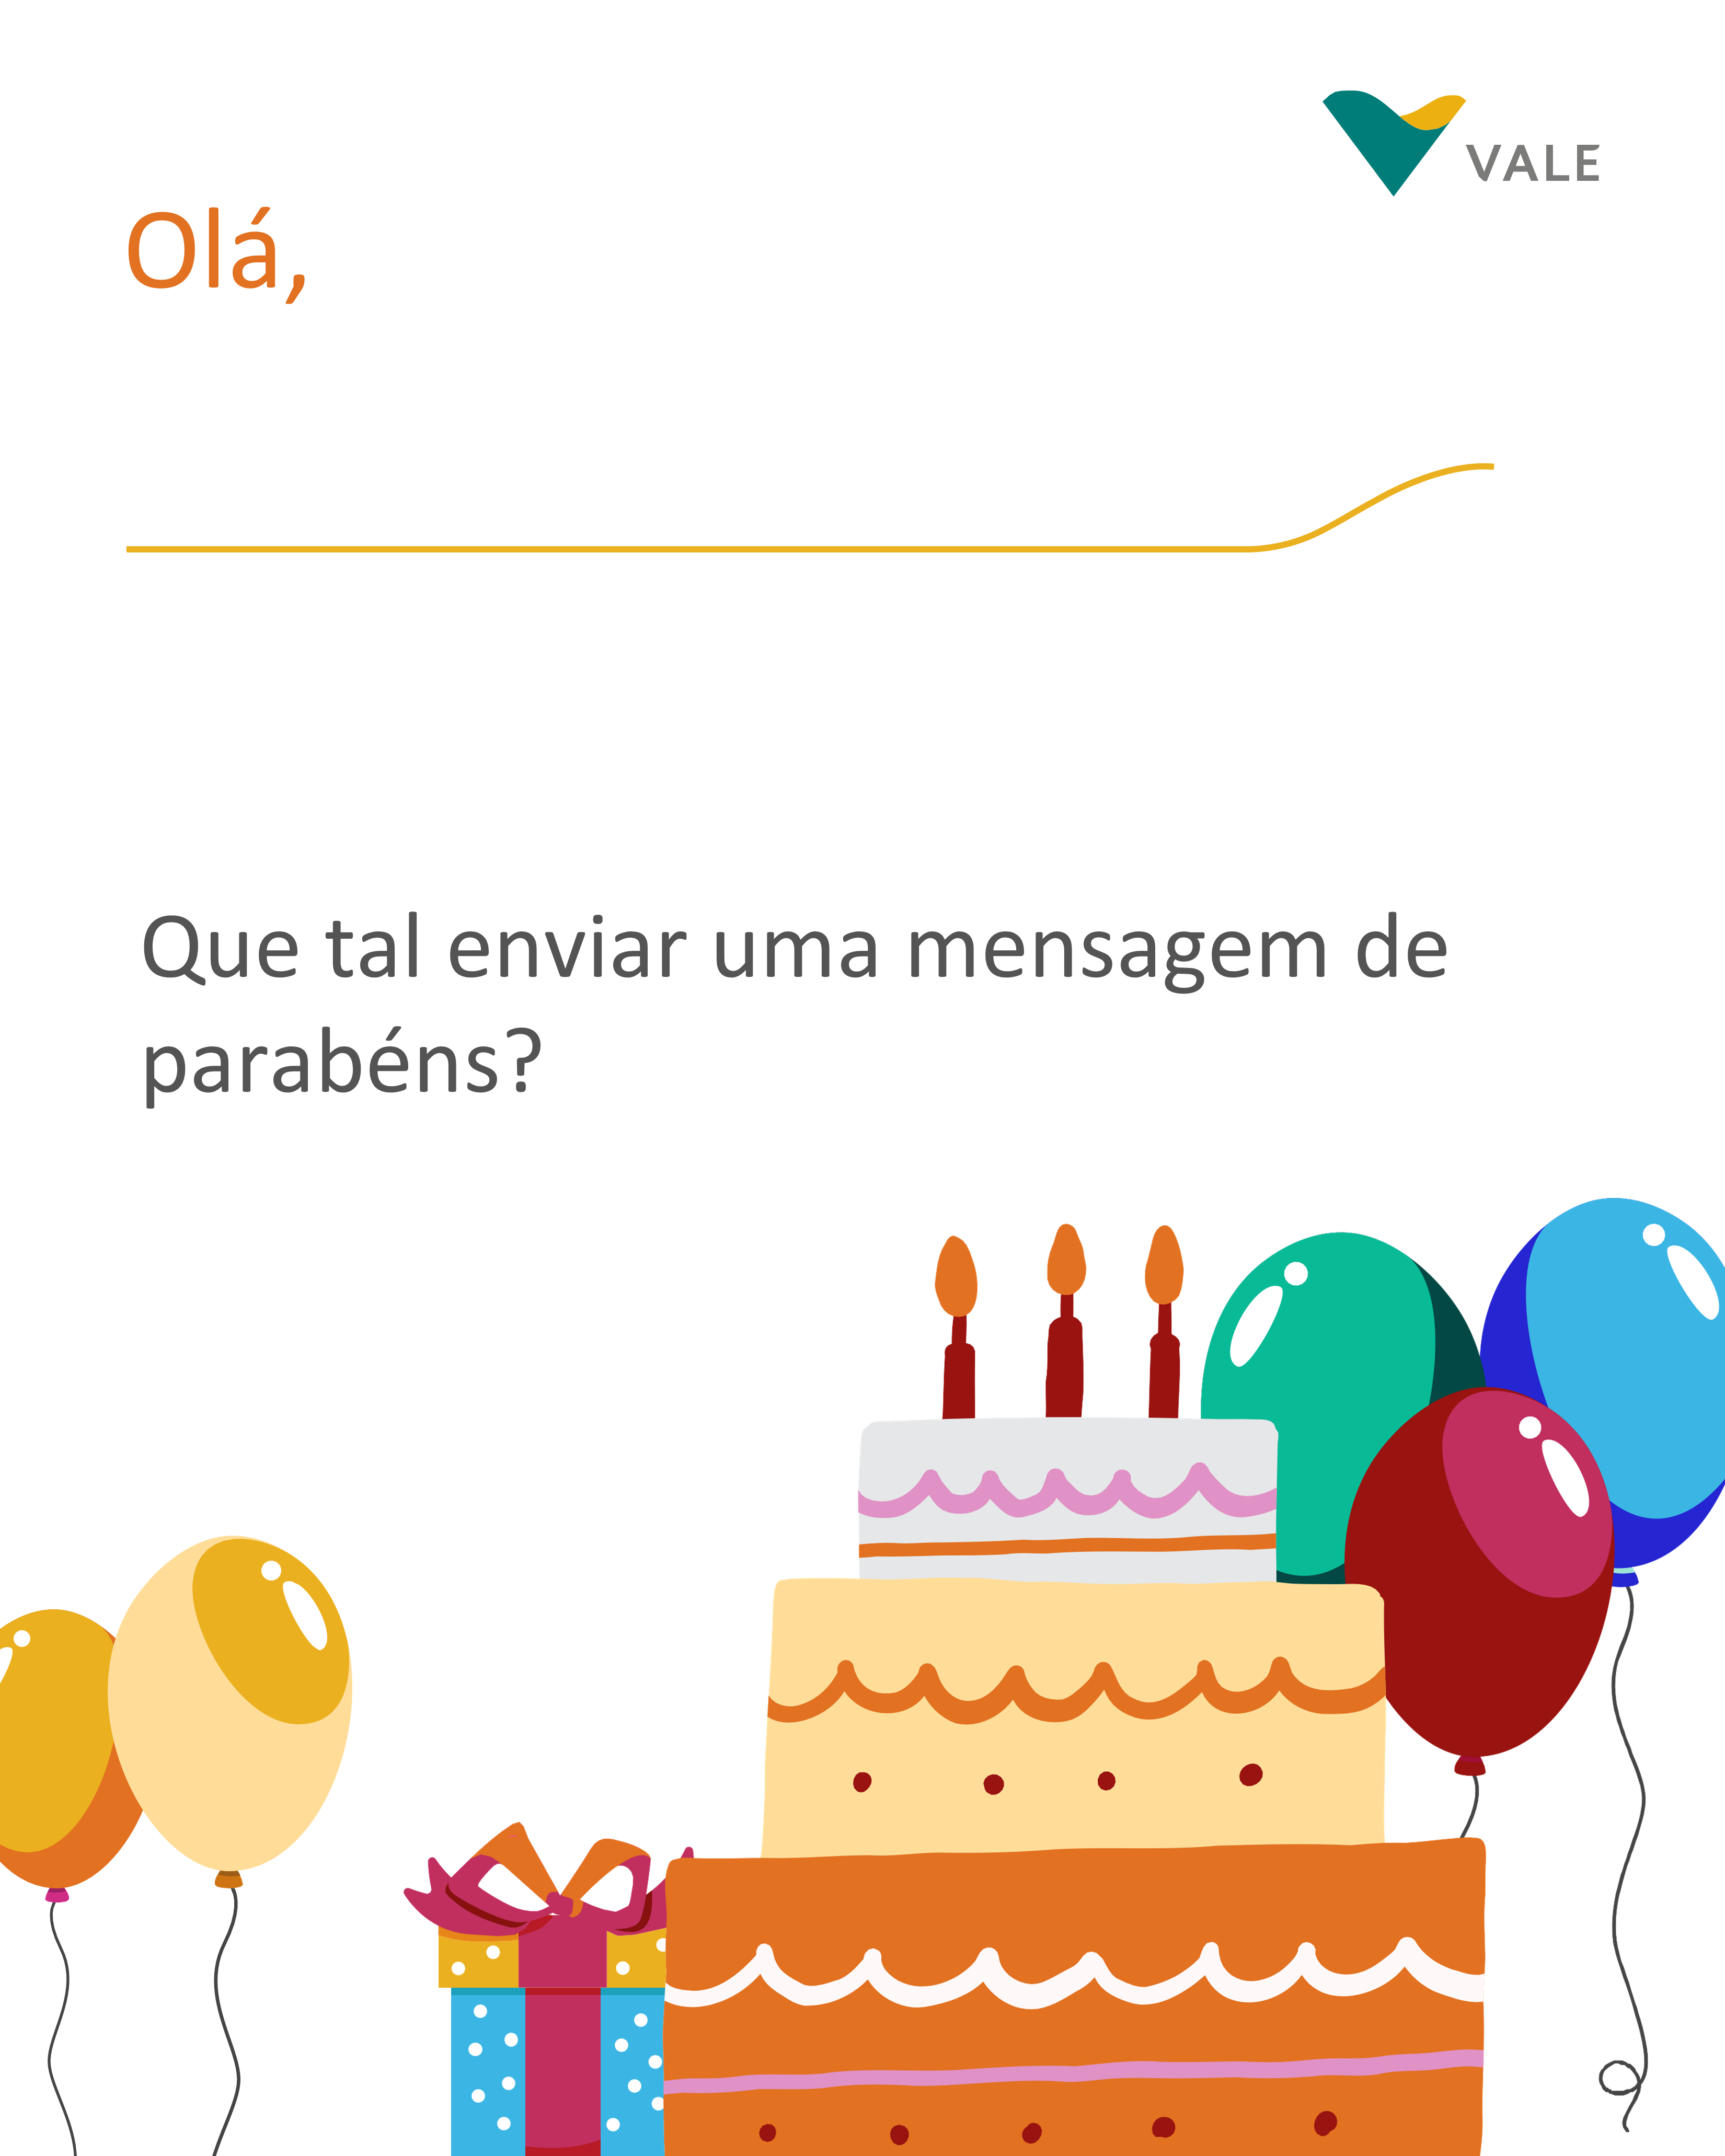 VALE
Olá,
Que tal enviar uma mensagem de
parabéns?